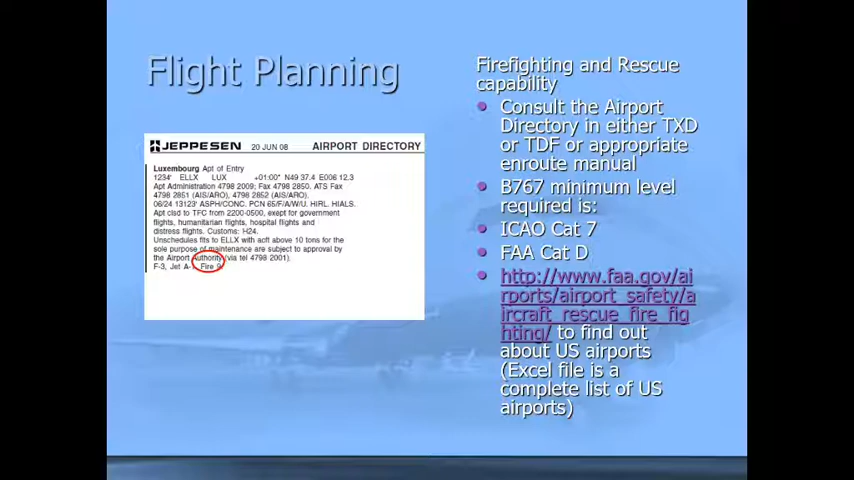 Flight Planning
JEPPESEN 20 JUN 08 AIRPORT DIRECTORY
Luxembourg Apt of Entry
1234' ELLX LUX +01:00* N49 37.4 E006 12.3
Apt Administration 4798 2009; Fax 4798 2850. ATS Fax
4798 2851 (AIS/ARO), 4798 2852 (AIS/ARO).
06/24 13123' ASPH/CONC. PCN 65/F/A/W/U. HIRL. HIALS.
Apt clsd to TFC from 2200-0500, exept for government
flights, humanitarian flights, hospital flights and
distress flights. Customs: H24.
Unschedules flts to ELLX with acft above 10 tons for the
sole purpose of maintenance are subject to approval by
the Airport Authority (via tel 4798 2001).
F-3, Jet A-1. Fire 9.
Firefighting and Rescue
capability
Consult the Airport
Directory in either TXD
or TDF or appropriate
enroute manual
B767 minimum level
required is:
ICAO Cat 7
FAA Cat D
http://www.faa.gov/ai
rports/airport_safety/a
ircraft_rescue_fire_fig
hting/ to find out
about US airports
(Excel file is a
complete list of US
airports)